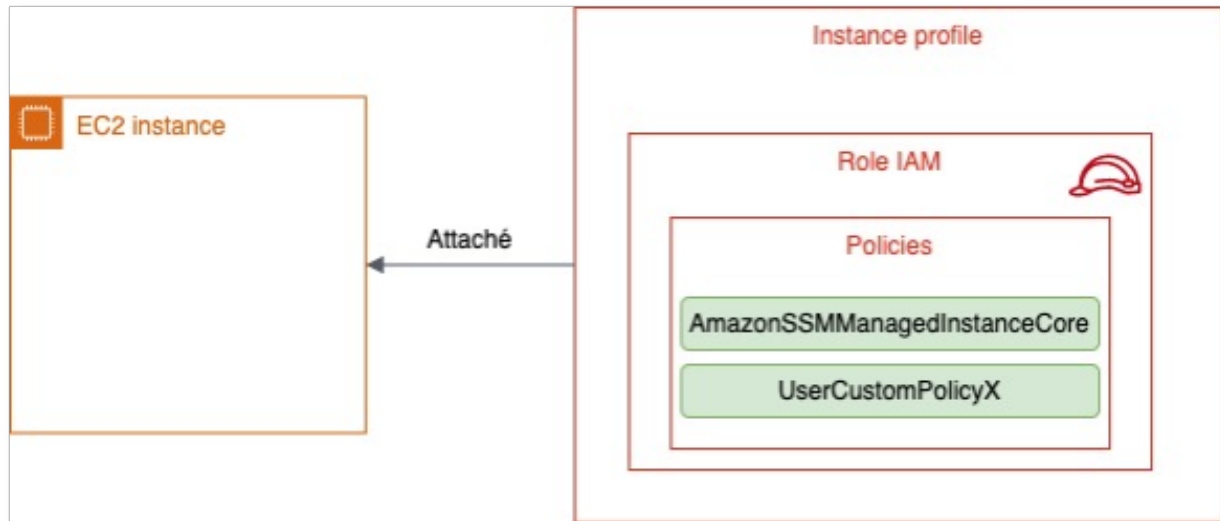 Instance profile
EC2 instance
Role IAM
Attaché
Policies
AmazonSSMManagedInstanceCore
UserCustomPolicyX